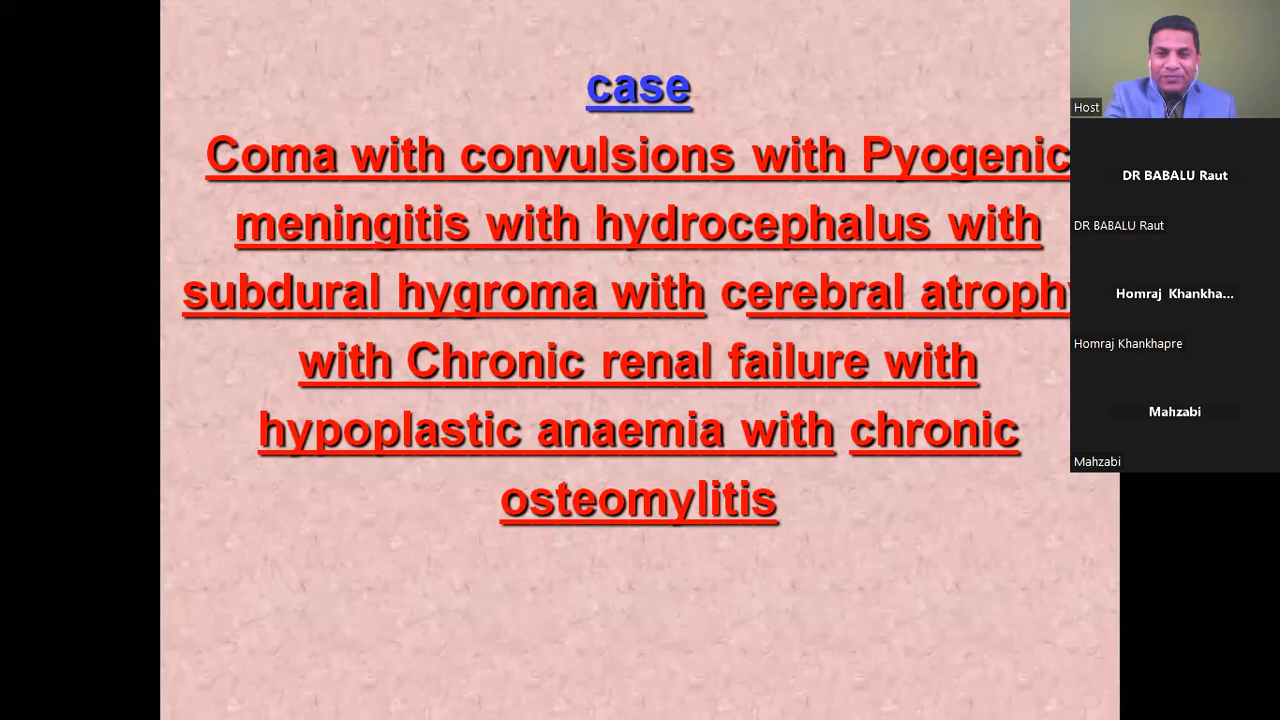 case
Coma with convulsions with Pyogenic
meningitis with hydrocephalus with
subdural hygroma with cerebral atroph
with Chronic renal failure with
hypoplastic anaemia with chronic
osteomylitis
Host
DR BABALU Raut
DR BABALU Raut
Homraj Khankha...
Homraj Khankhapre
Mahzabi
Mahzabi